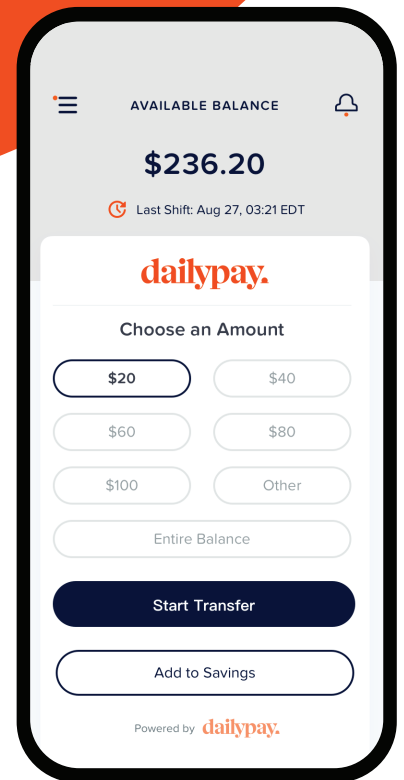 AVAILABLE BALANCE
$236.20
Last Shift: Aug 27, 03:21 EDT
dailypay.
Choose an Amount
$20
$40
$60
$80
$100
Other
Entire Balance
Start Transfer
Add to Savings
Powered by dailypay.